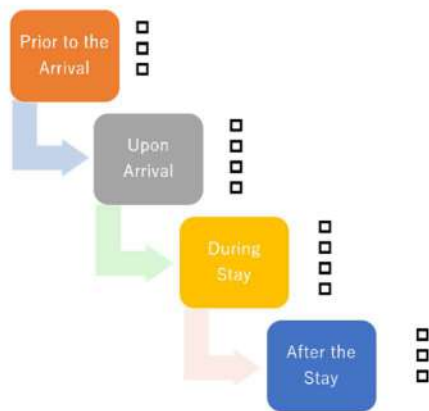 Prior to the
Arrival
Upon
Arrival
During
Stay
After the
Stay